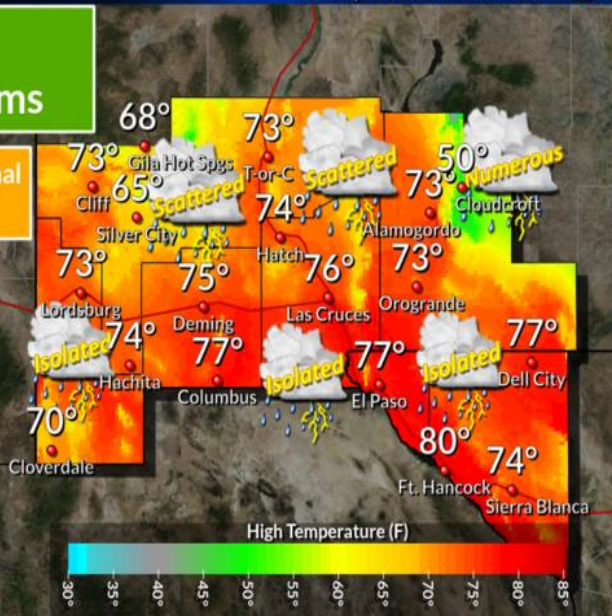 ms
nal
68°
Gila Hot Spgs
73°
T-or-C
Scattered
50°
Numerous
Cloudcroft
73°
Cliff
65°
Silver City
Scattered
73°
Alamogordo
74°
Hatch
73°
Lordsburg
75°
Deming
76°
Las Cruces
73°
Orogrande
Isolated
74°
Hachita
77°
Columbus
Isolated
77°
El Paso
Isolated
77°
Dell City
70°
Cloverdale
80°
Ft. Hancock
74°
Sierra Blanca
High Temperature (F)
30° 35° 40° 45° 50° 55° 60° 65° 70° 75° 80° 85°